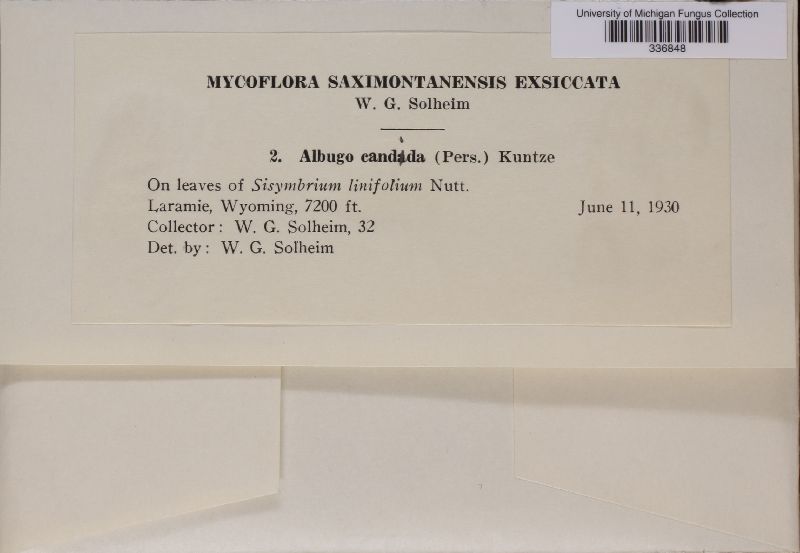 University of Michigan Fungus Collection
336848
MYCOFLORA SAXIMONTANENSIS EXSICCATA
W. G. Solheim
2. Albugo candida (Pers.) Kuntze
On leaves of Sisymbrium linifolium Nutt.
Laramie, Wyoming, 7200 ft. June 11, 1930
Collector: W. G. Solheim, 32
Det. by: W. G. Solheim